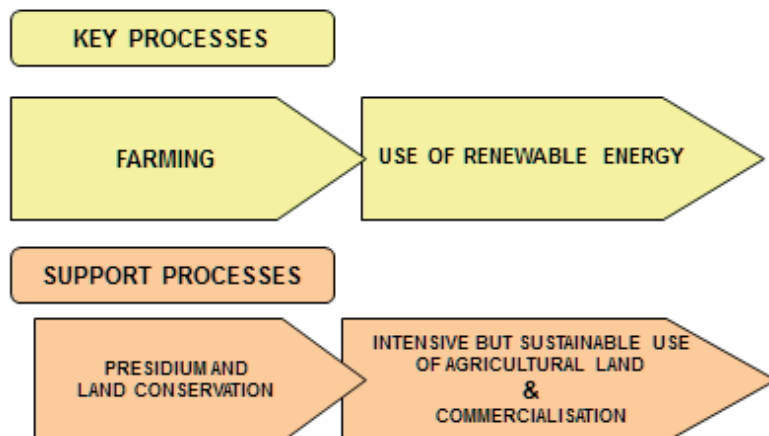 KEY PROCESSES
FARMING
USE OF RENEWABLE ENERGY
SUPPORT PROCESSES
PRESIDIUM AND
LAND CONSERVATION
INTENSIVE BUT SUSTAINABLE USE
OF AGRICULTURAL LAND
&
COMMERCIALISATION